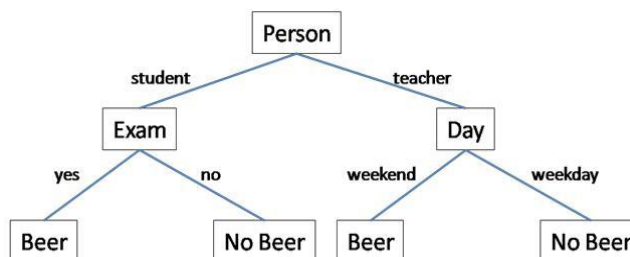 Person
student teacher
Exam Day
yes no weekend weekday
Beer No Beer Beer No Beer